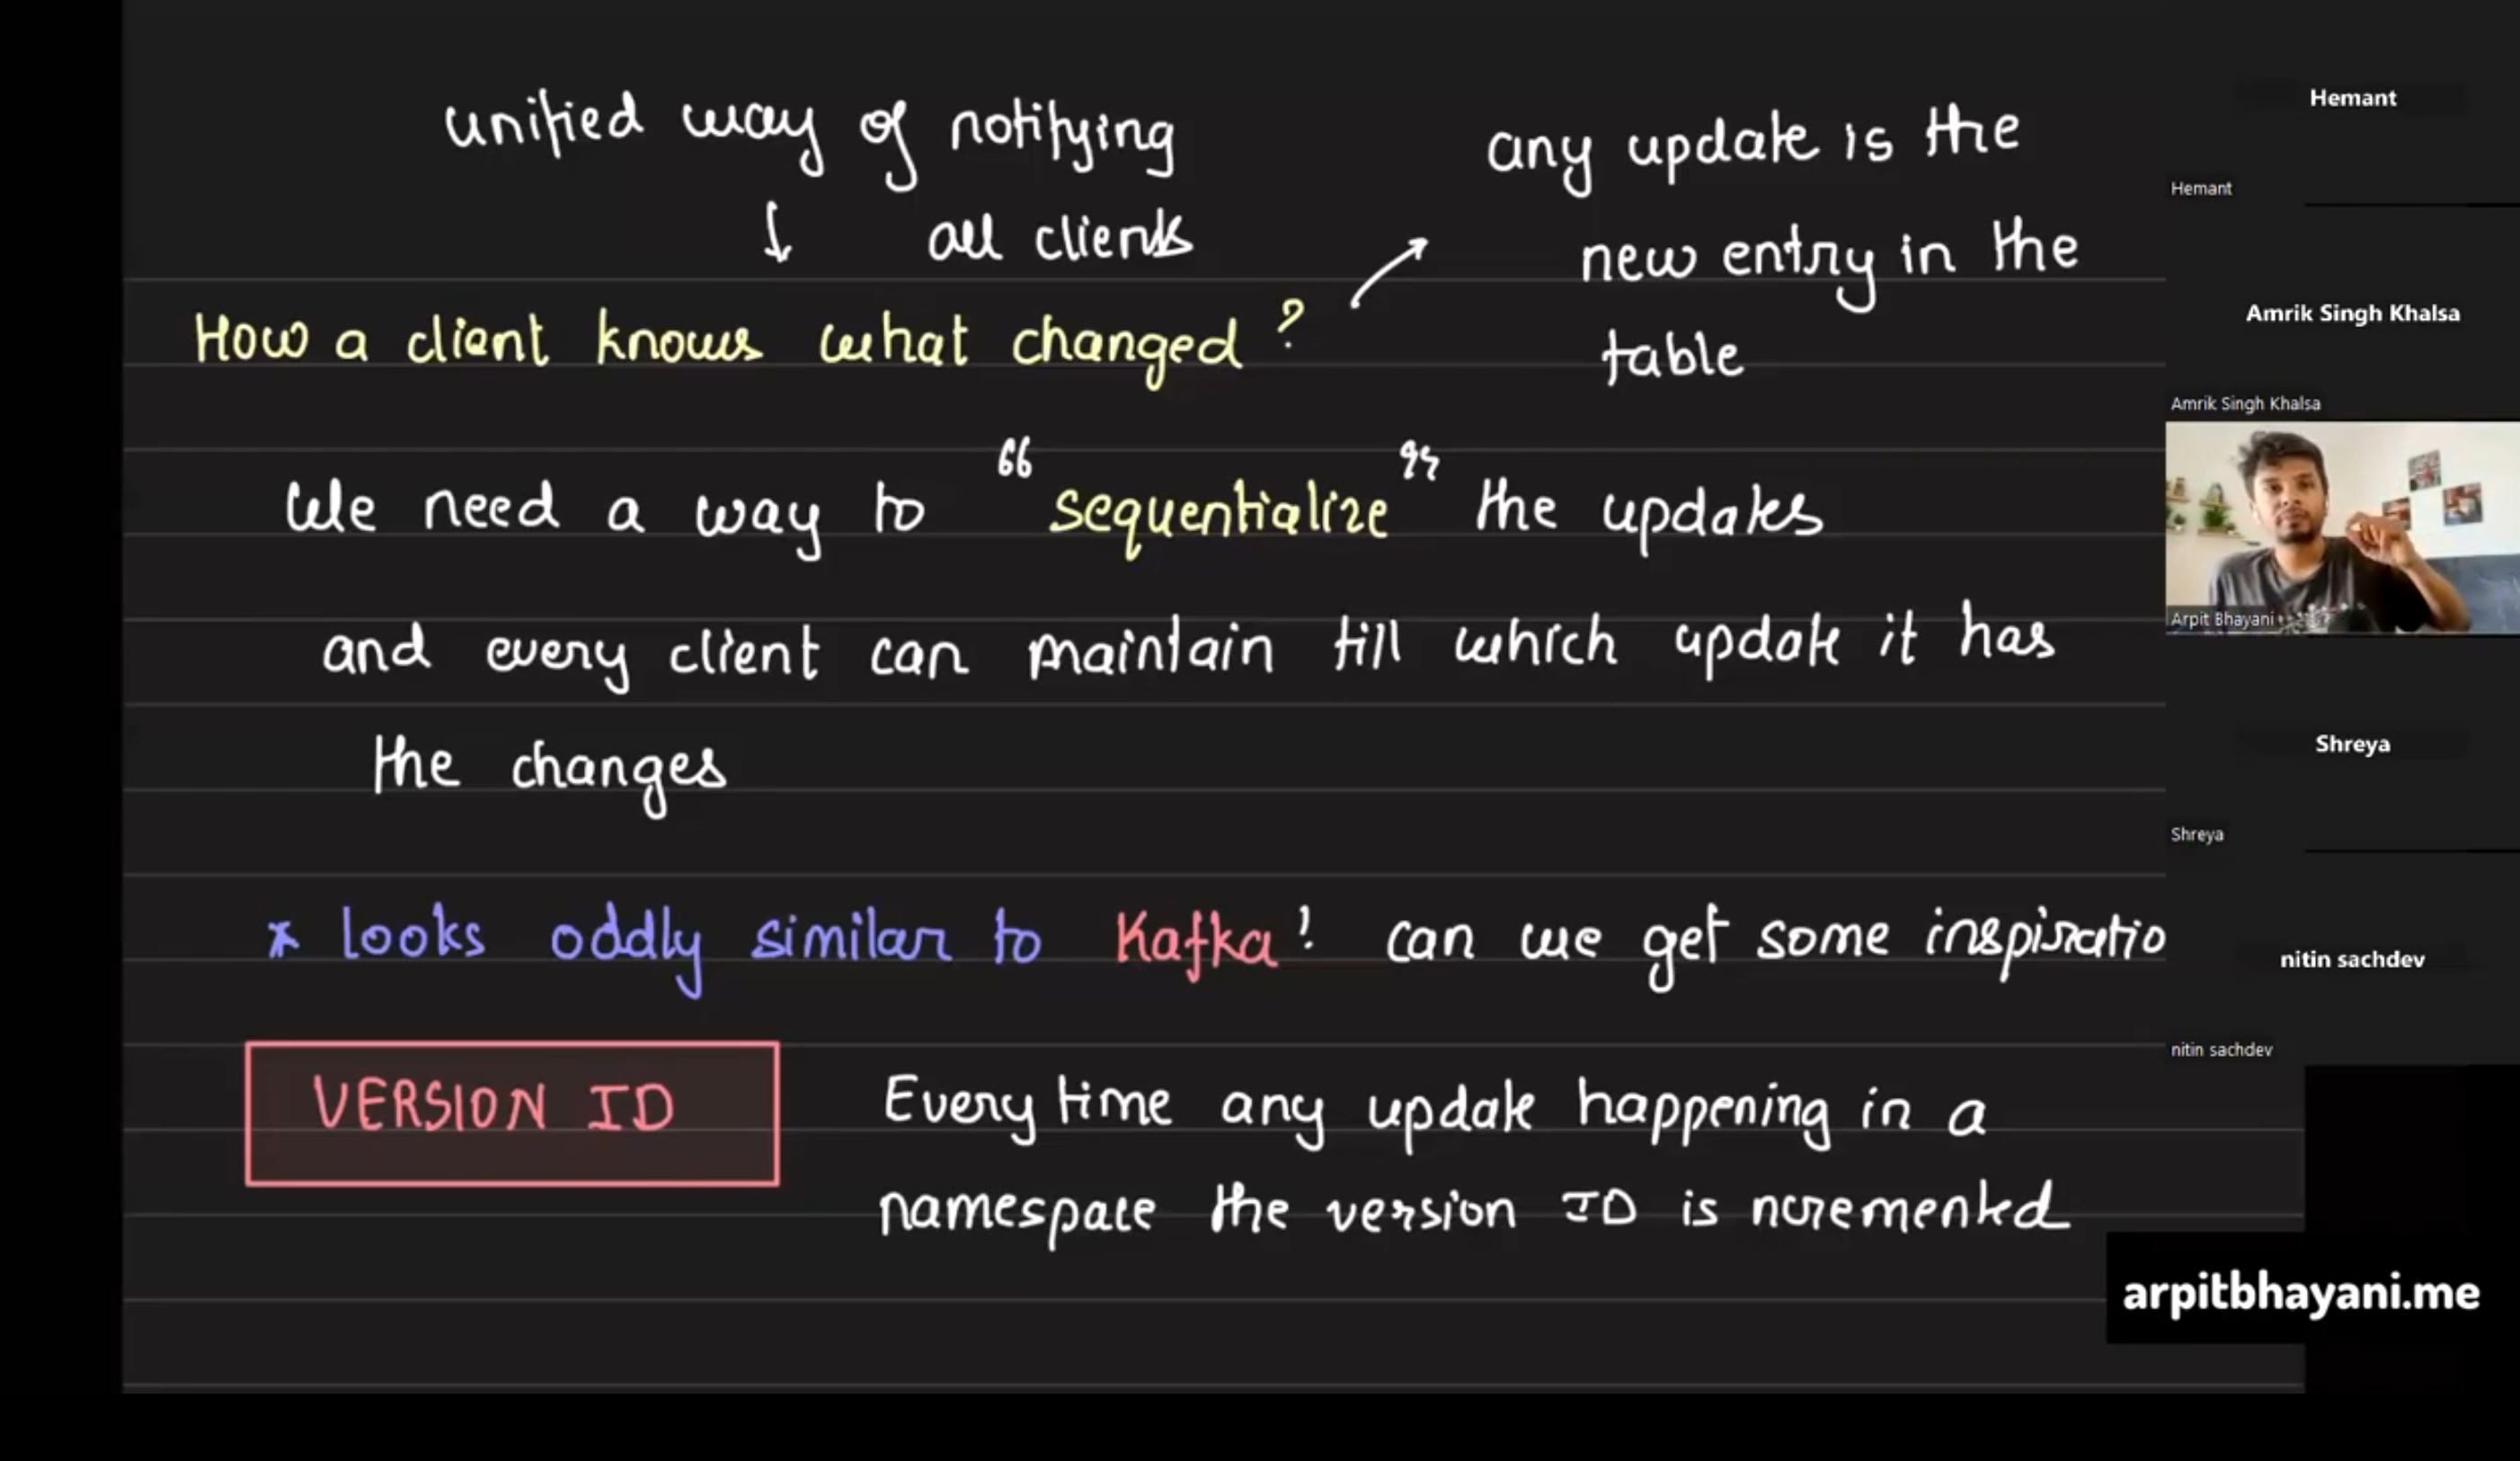 unified way of notifying
all clients
any update is the
new entry in the
table
How a client knows what changed?
We need a way to "sequentialize" the updates
and every client can maintain till which update it has
the changes
* looks oddly similar to Kafka! can we get some inspiratio
VERSION ID
Every time any update happening in a
namespace the version ID is ncremented
Hemant
Hemant
Amrik Singh Khalsa
Amrik Singh Khalsa
Arpit Bhayani
Shreya
Shreya
nitin sachdev
nitin sachdev
arpitbhayani.me